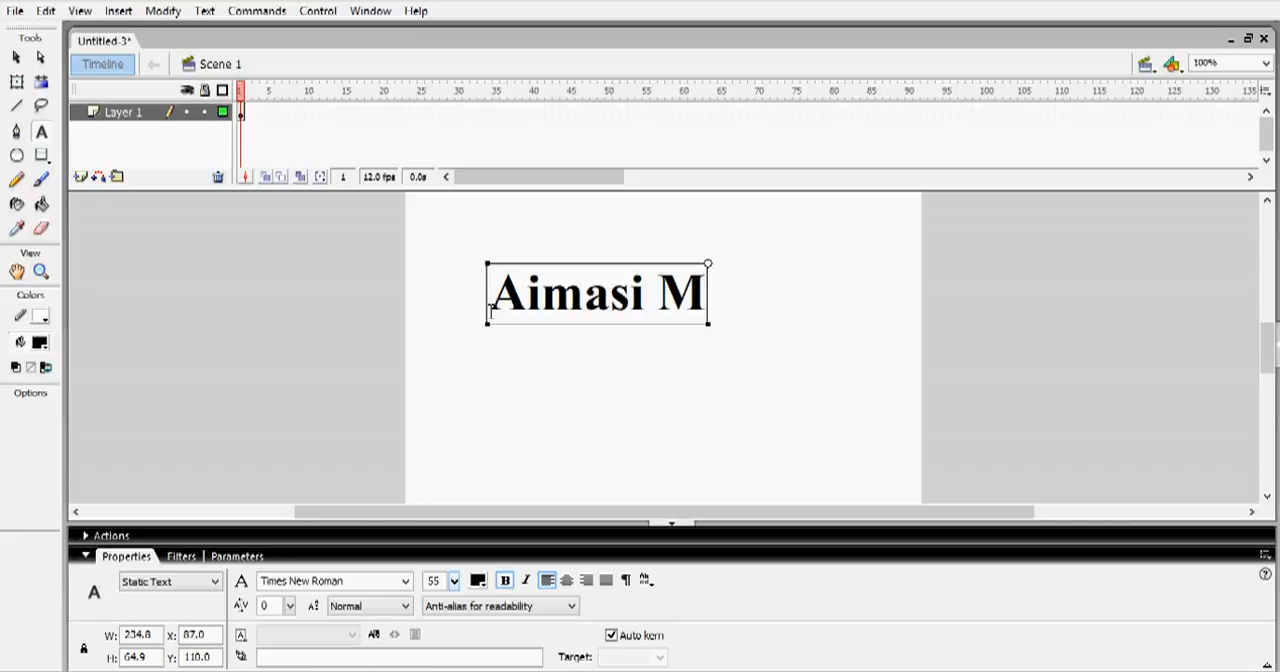 File Edit View Insert Modify Text Commands Control Window Help
Tools
Untitled-3*
Timeline Scene 1 100%
1 5 10 15 20 25 30 35 40 45 50 55 60 65 70 75 80 85 90 95 100 105 110 115 120 125 130 135
Layer 1
1 12.0 fps 0.0s
View
Colors
Options
Aimasi M
Actions
Properties Filters Parameters
A Static Text A Times New Roman 55 B I
A/V 0 Normal Anti-alias for readability
W: 234.8 X: 87.0 Auto kern
H: 64.9 Y: 110.0 Target: